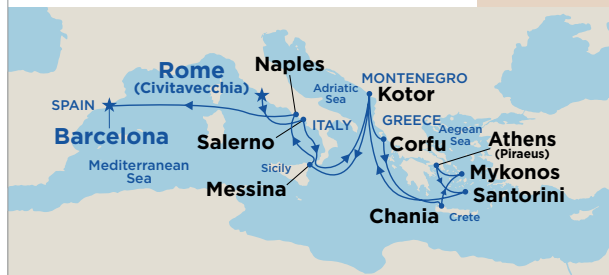 Rome
(Civitavecchia)
Naples
Adriatic
Sea
MONTENEGRO
Kotor
SPAIN
Barcelona
Mediterranean
Sea
Salerno
ITALY
GREECE
Corfu
Aegean
Sea
Athens
(Piraeus)
Sicily
Messina
Mykonos
Santorini
Chania
Crete